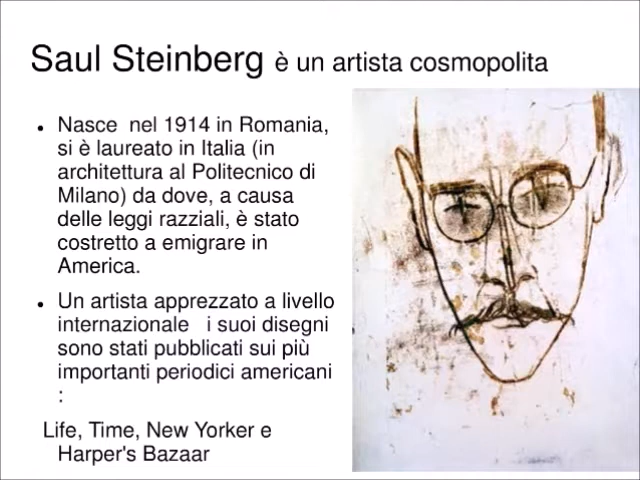 Saul Steinberg è un artista cosmopolita
• Nasce nel 1914 in Romania,
si è laureato in Italia (in
architettura al Politecnico di
Milano) da dove, a causa
delle leggi razziali, è stato
costretto a emigrare in
America.
• Un artista apprezzato a livello
internazionale i suoi disegni
sono stati pubblicati sui più
importanti periodici americani
:
Life, Time, New Yorker e
Harper's Bazaar